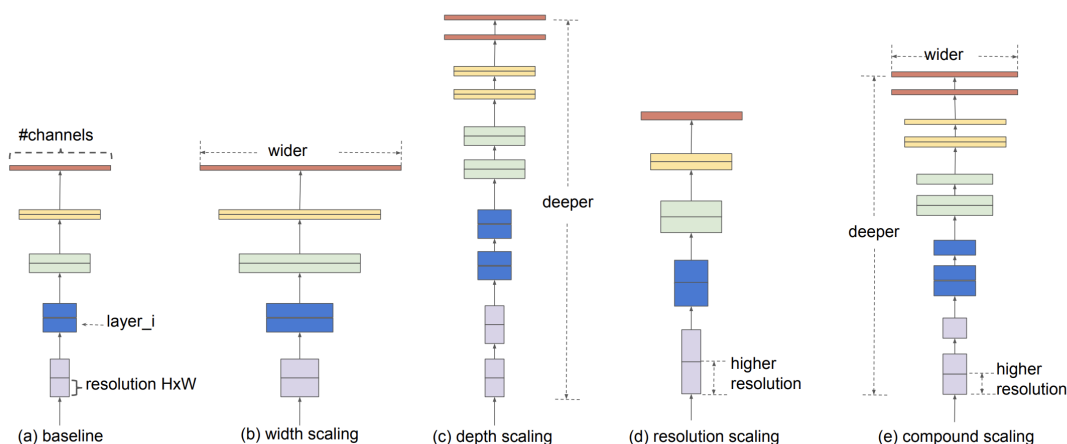 #channels
layer_i
resolution HxW
(a) baseline
wider
(b) width scaling
deeper
(c) depth scaling
higher
resolution
(d) resolution scaling
wider
deeper
higher
resolution
(e) compound scaling